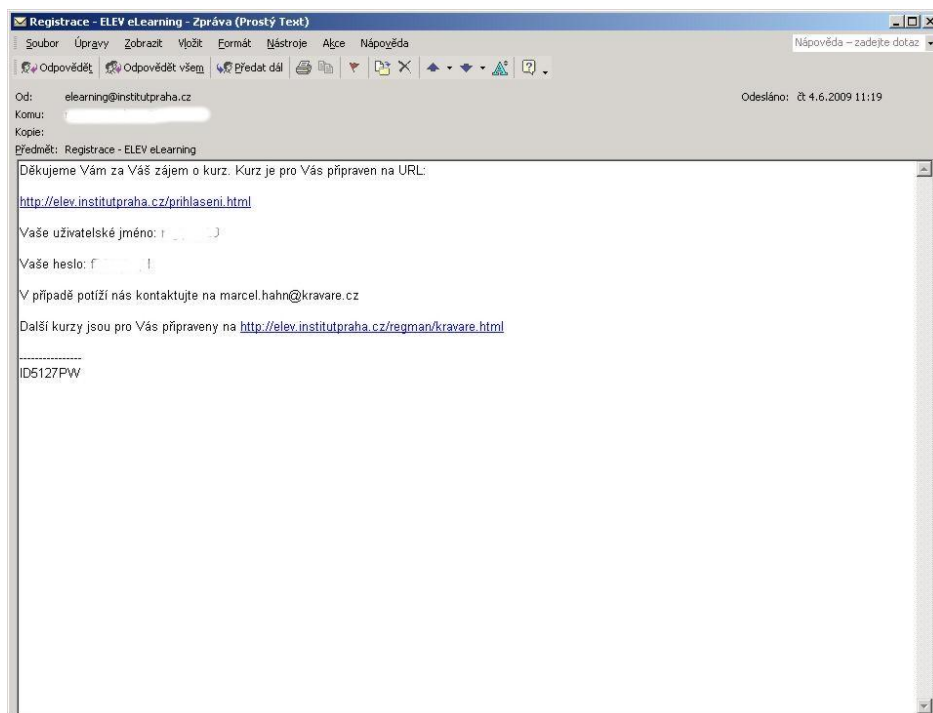 Registrace - ELEV eLearning - Zpráva (Prostý Text)
Soubor Úpravy Zobrazit Vložit Formát Nástroje Akce Nápověda Nápověda – zadejte dotaz
Odpovědět Odpovědět všem Předat dál
Od: elearning@institutpraha.cz Odesláno: čt 4.6.2009 11:19
Komu:
Kopie:
Předmět: Registrace - ELEV eLearning
Děkujeme Vám za Váš zájem o kurz. Kurz je pro Vás připraven na URL:
http://elev.institutpraha.cz/prihlaseni.html
Vaše uživatelské jméno:
Vaše heslo:
V případě potíží nás kontaktujte na marcel.hahn@kravare.cz
Další kurzy jsou pro Vás připraveny na http://elev.institutpraha.cz/regman/kravare.html
----------------
ID5127PW